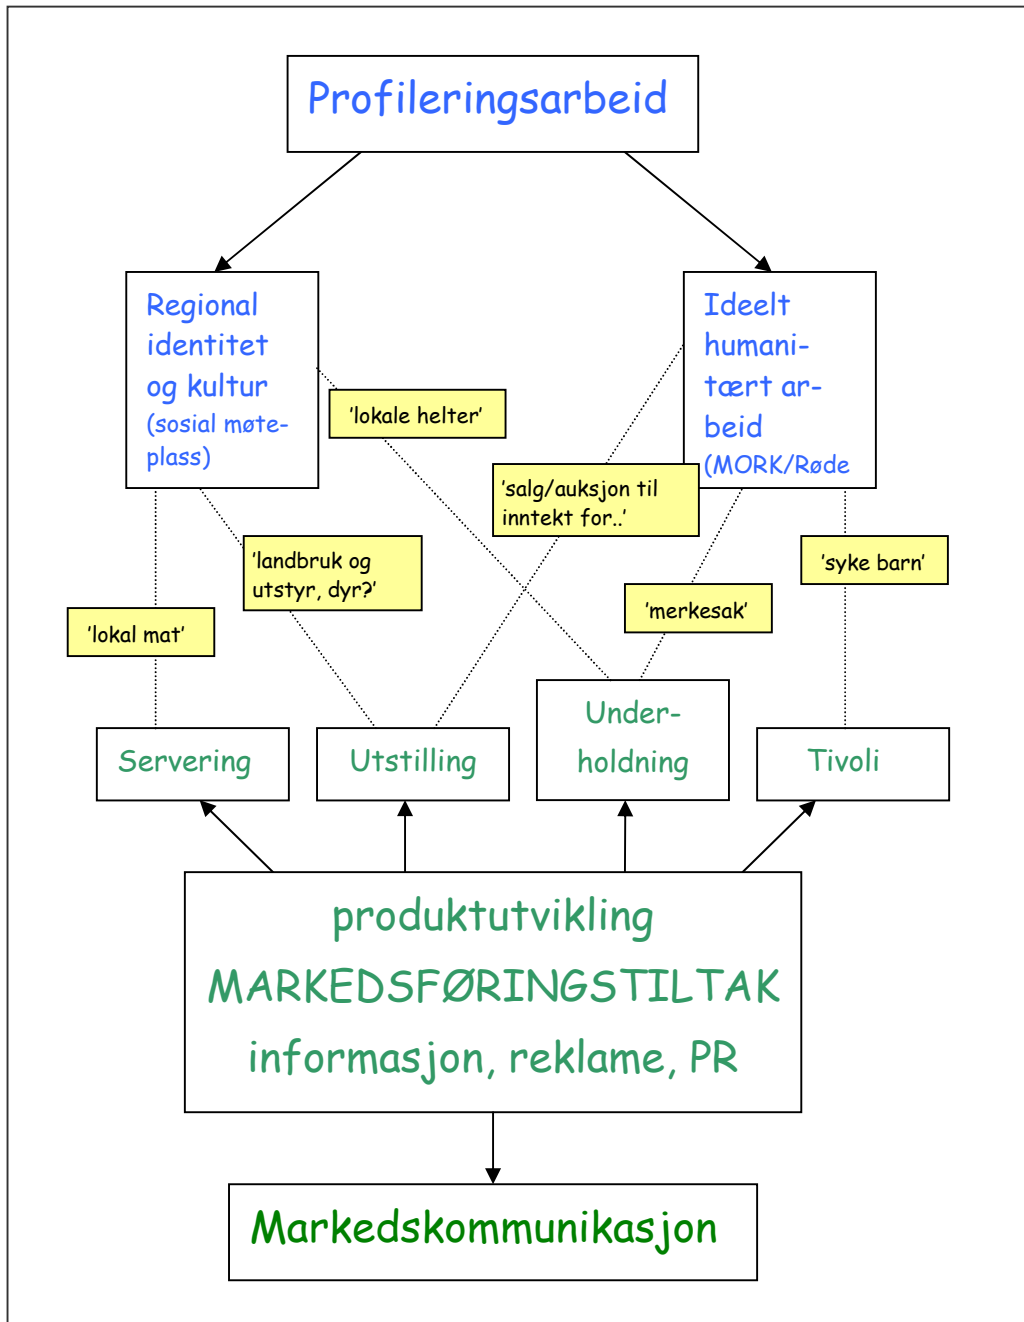 Profileringsarbeid
Regional
identitet
og kultur
(sosial møte-
plass)
Ideelt
humani-
tært ar-
beid
(MORK/Røde
'lokale helter'
'salg/auksjon til
inntekt for..'
'landbruk og
utstyr, dyr?'
'syke barn'
'merkesak'
'lokal mat'
Servering
Utstilling
Under-
holdning
Tivoli
produktutvikling
MARKEDSFØRINGSTILTAK
informasjon, reklame, PR
Markedskommunikasjon